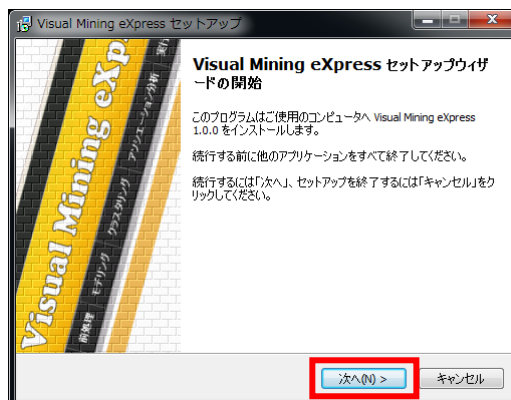 Visual Mining eXpress セットアップ
Visual Mining eXpress セットアップウィザ
ードの開始
このプログラムはご使用のコンピュータへ Visual Mining eXpress
1.0.0 をインストールします。
続行する前に他のアプリケーションをすべて終了してください。
続行するには「次へ」、セットアップを終了するには「キャンセル」をク
リックしてください。
Visual Mining eXp
前処理 モデリング クラスタリング アソシエーション分析 実行
次へ(N) >
キャンセル